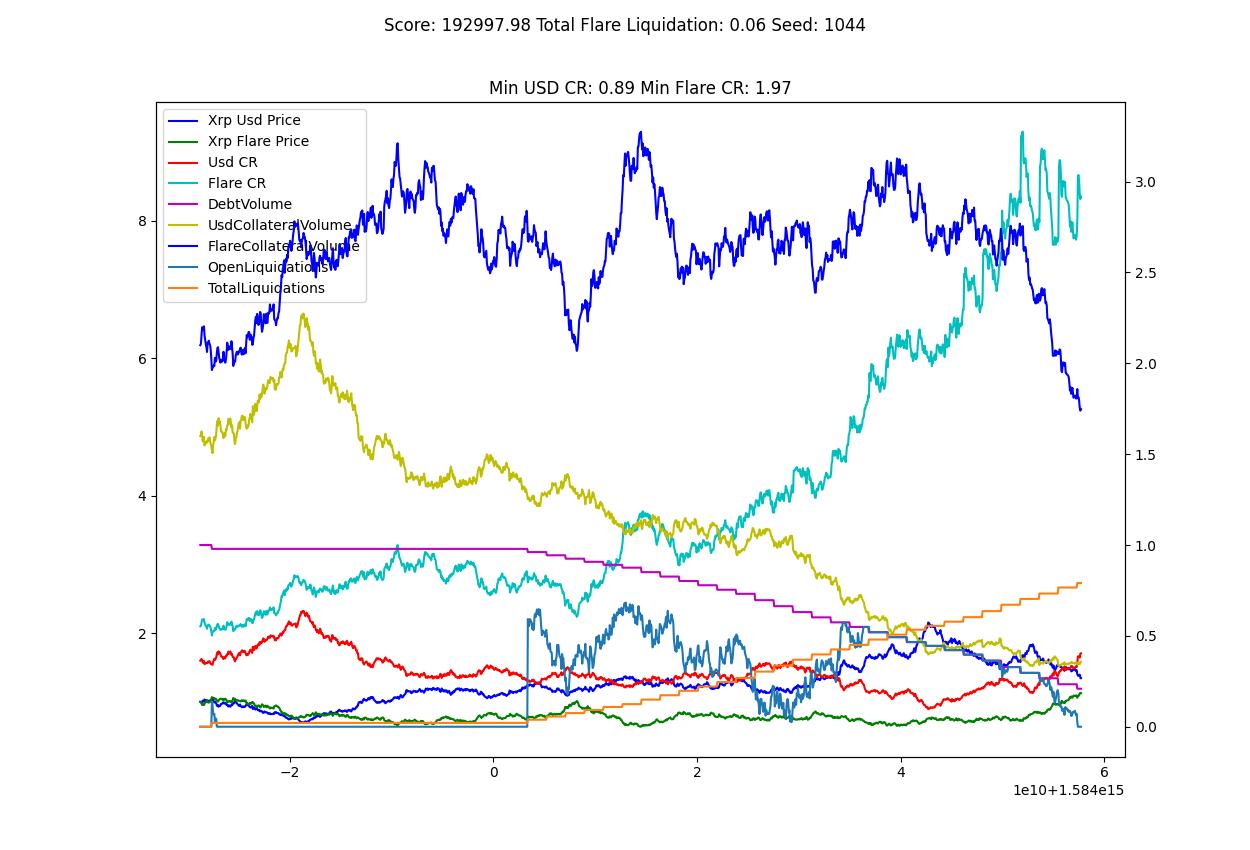 Score: 192997.98 Total Flare Liquidation: 0.06 Seed: 1044
Min USD CR: 0.89 Min Flare CR: 1.97
Xrp Usd Price
Xrp Flare Price
Usd CR
Flare CR
DebtVolume
UsdCollateralVolume
FlareCollateralVolume
OpenLiquidations
TotalLiquidations
8
6
4
2
3.0
2.5
2.0
1.5
1.0
0.5
0.0
−2 0 2 4 6
1e10+1.584e15